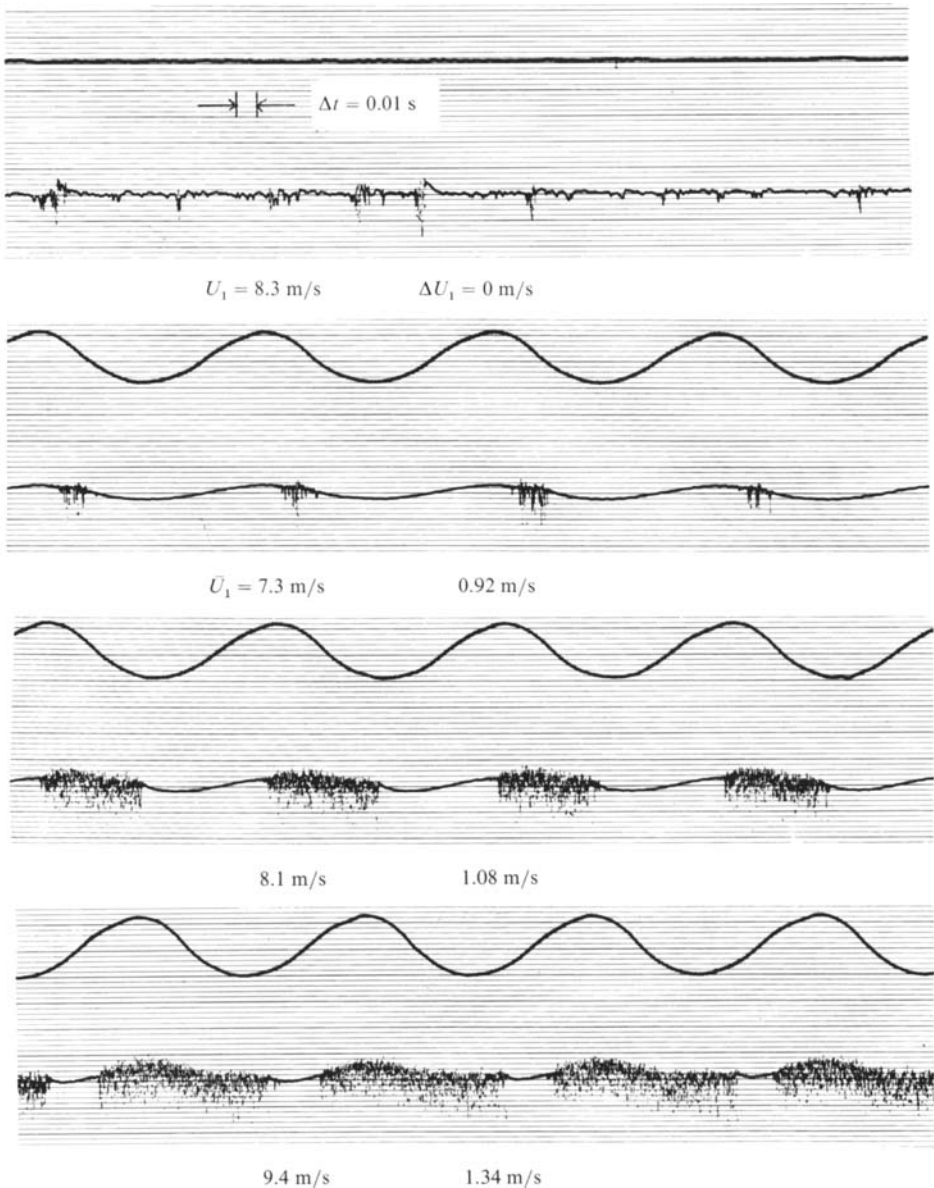 Δt = 0.01 s
U₁ = 8.3 m/s ΔU₁ = 0 m/s
Ū₁ = 7.3 m/s 0.92 m/s
8.1 m/s 1.08 m/s
9.4 m/s 1.34 m/s